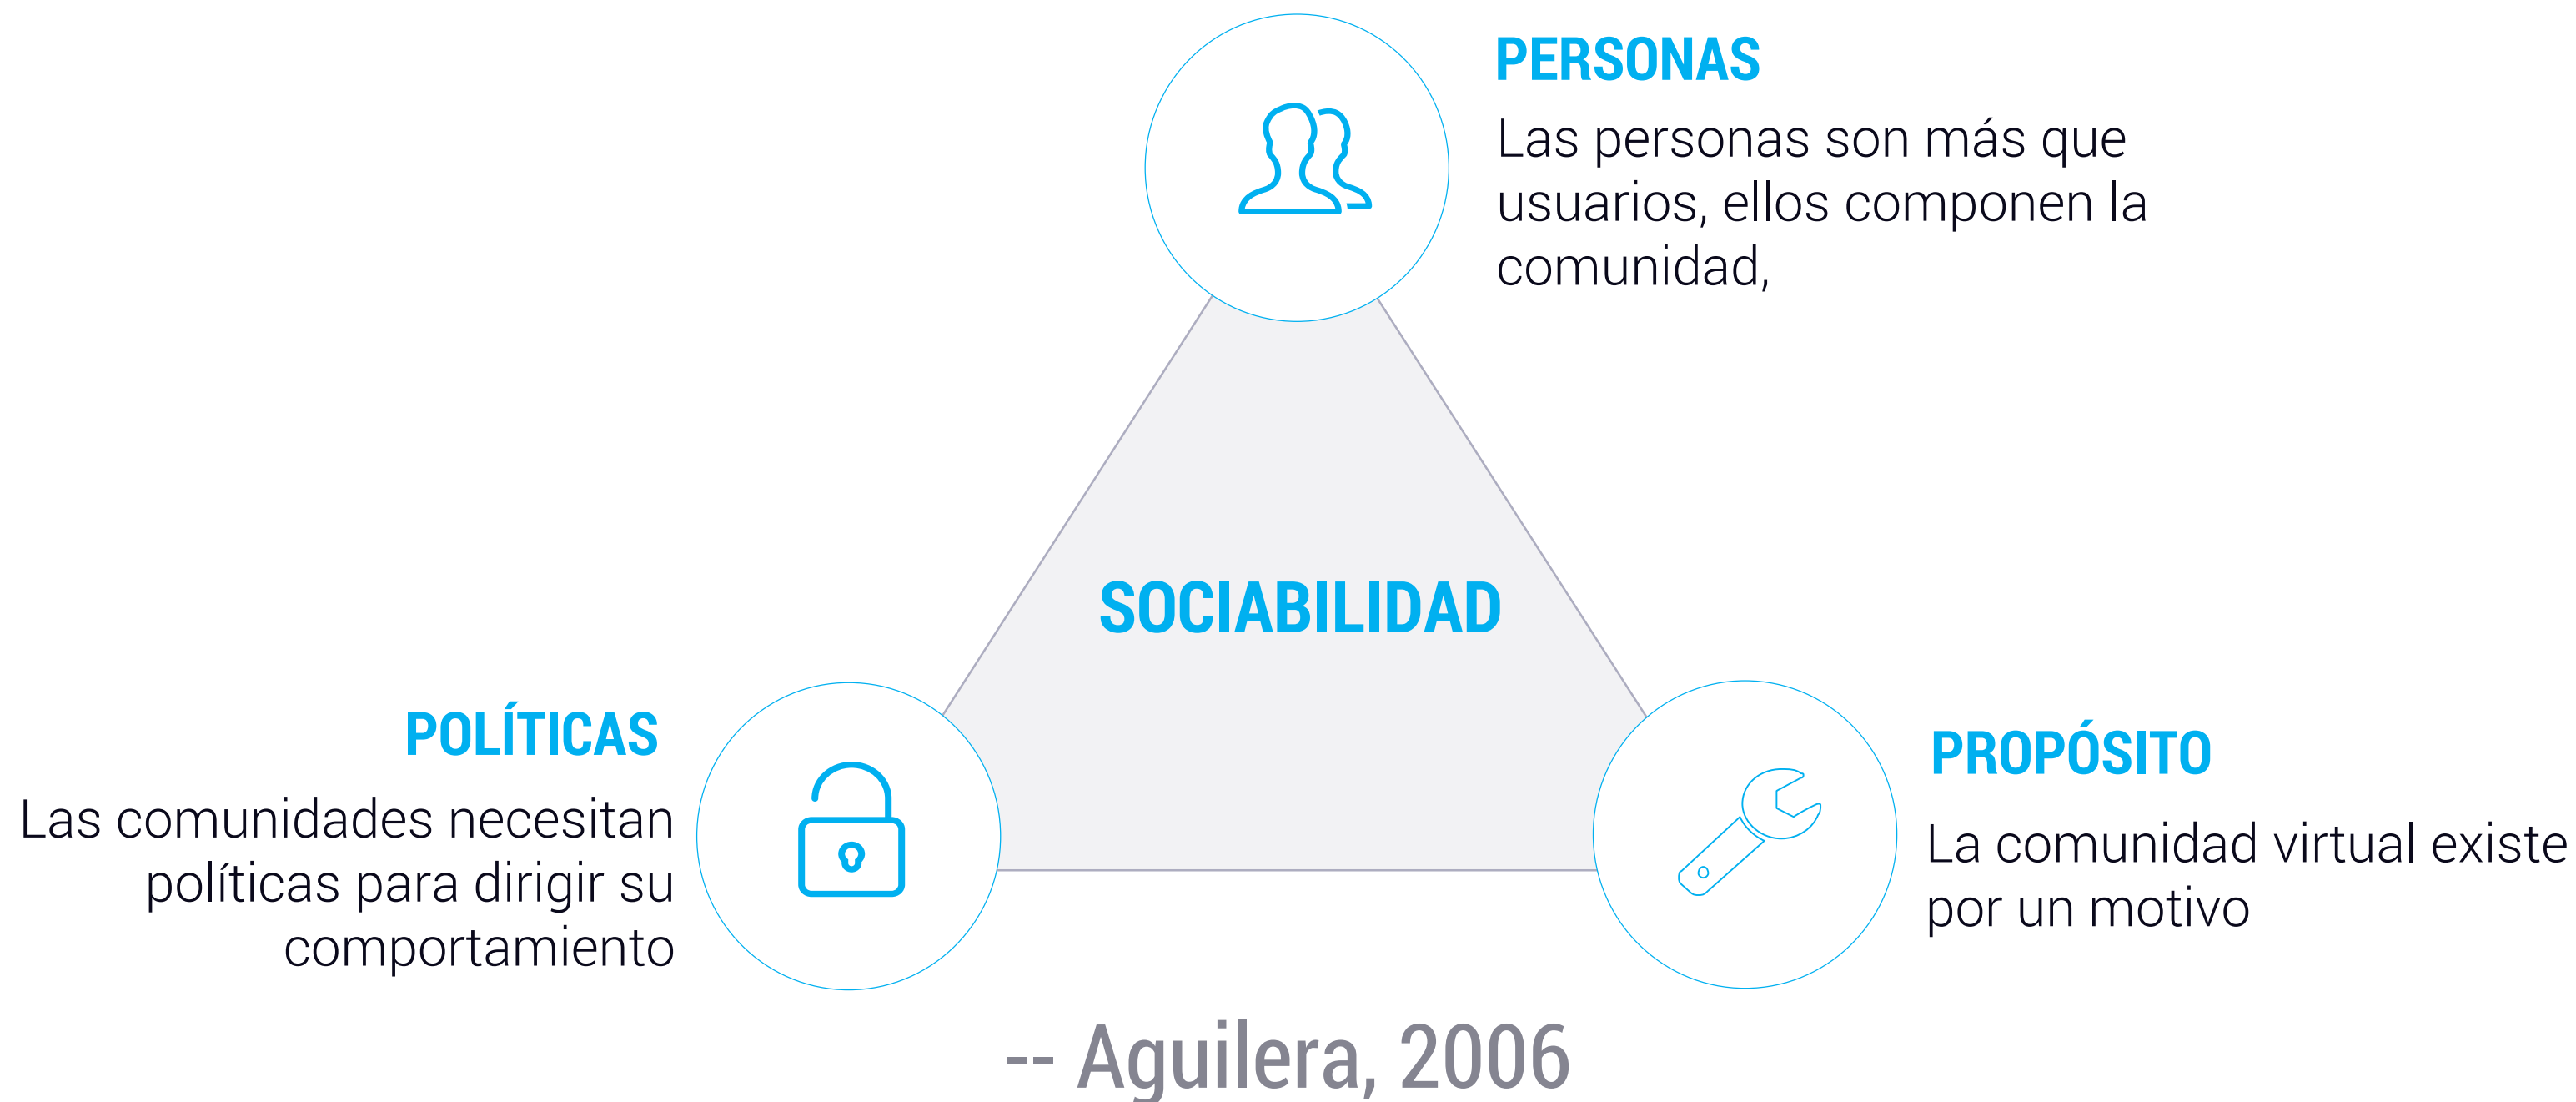 PERSONAS
Las personas son más que
usuarios, ellos componen la
comunidad,
SOCIABILIDAD
POLÍTICAS
Las comunidades necesitan
políticas para dirigir su
comportamiento
PROPÓSITO
La comunidad virtual existe
por un motivo
-- Aguilera, 2006